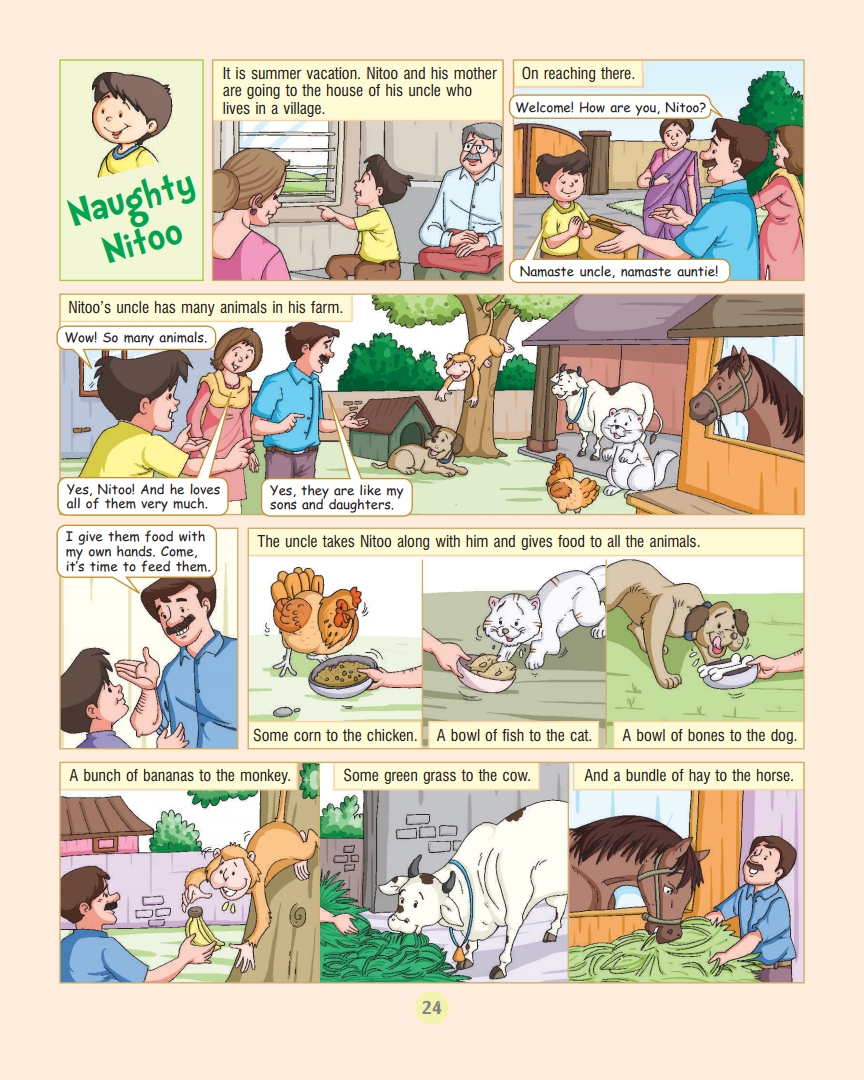 Naughty
Nitoo
It is summer vacation. Nitoo and his mother
are going to the house of his uncle who
lives in a village.
On reaching there.
Welcome! How are you, Nitoo?
Namaste uncle, namaste auntie!
Nitoo's uncle has many animals in his farm.
Wow! So many animals.
Yes, Nitoo! And he loves
all of them very much.
Yes, they are like my
sons and daughters.
I give them food with
my own hands. Come,
it's time to feed them.
The uncle takes Nitoo along with him and gives food to all the animals.
Some corn to the chicken.
A bowl of fish to the cat.
A bowl of bones to the dog.
A bunch of bananas to the monkey.
Some green grass to the cow.
And a bundle of hay to the horse.
24